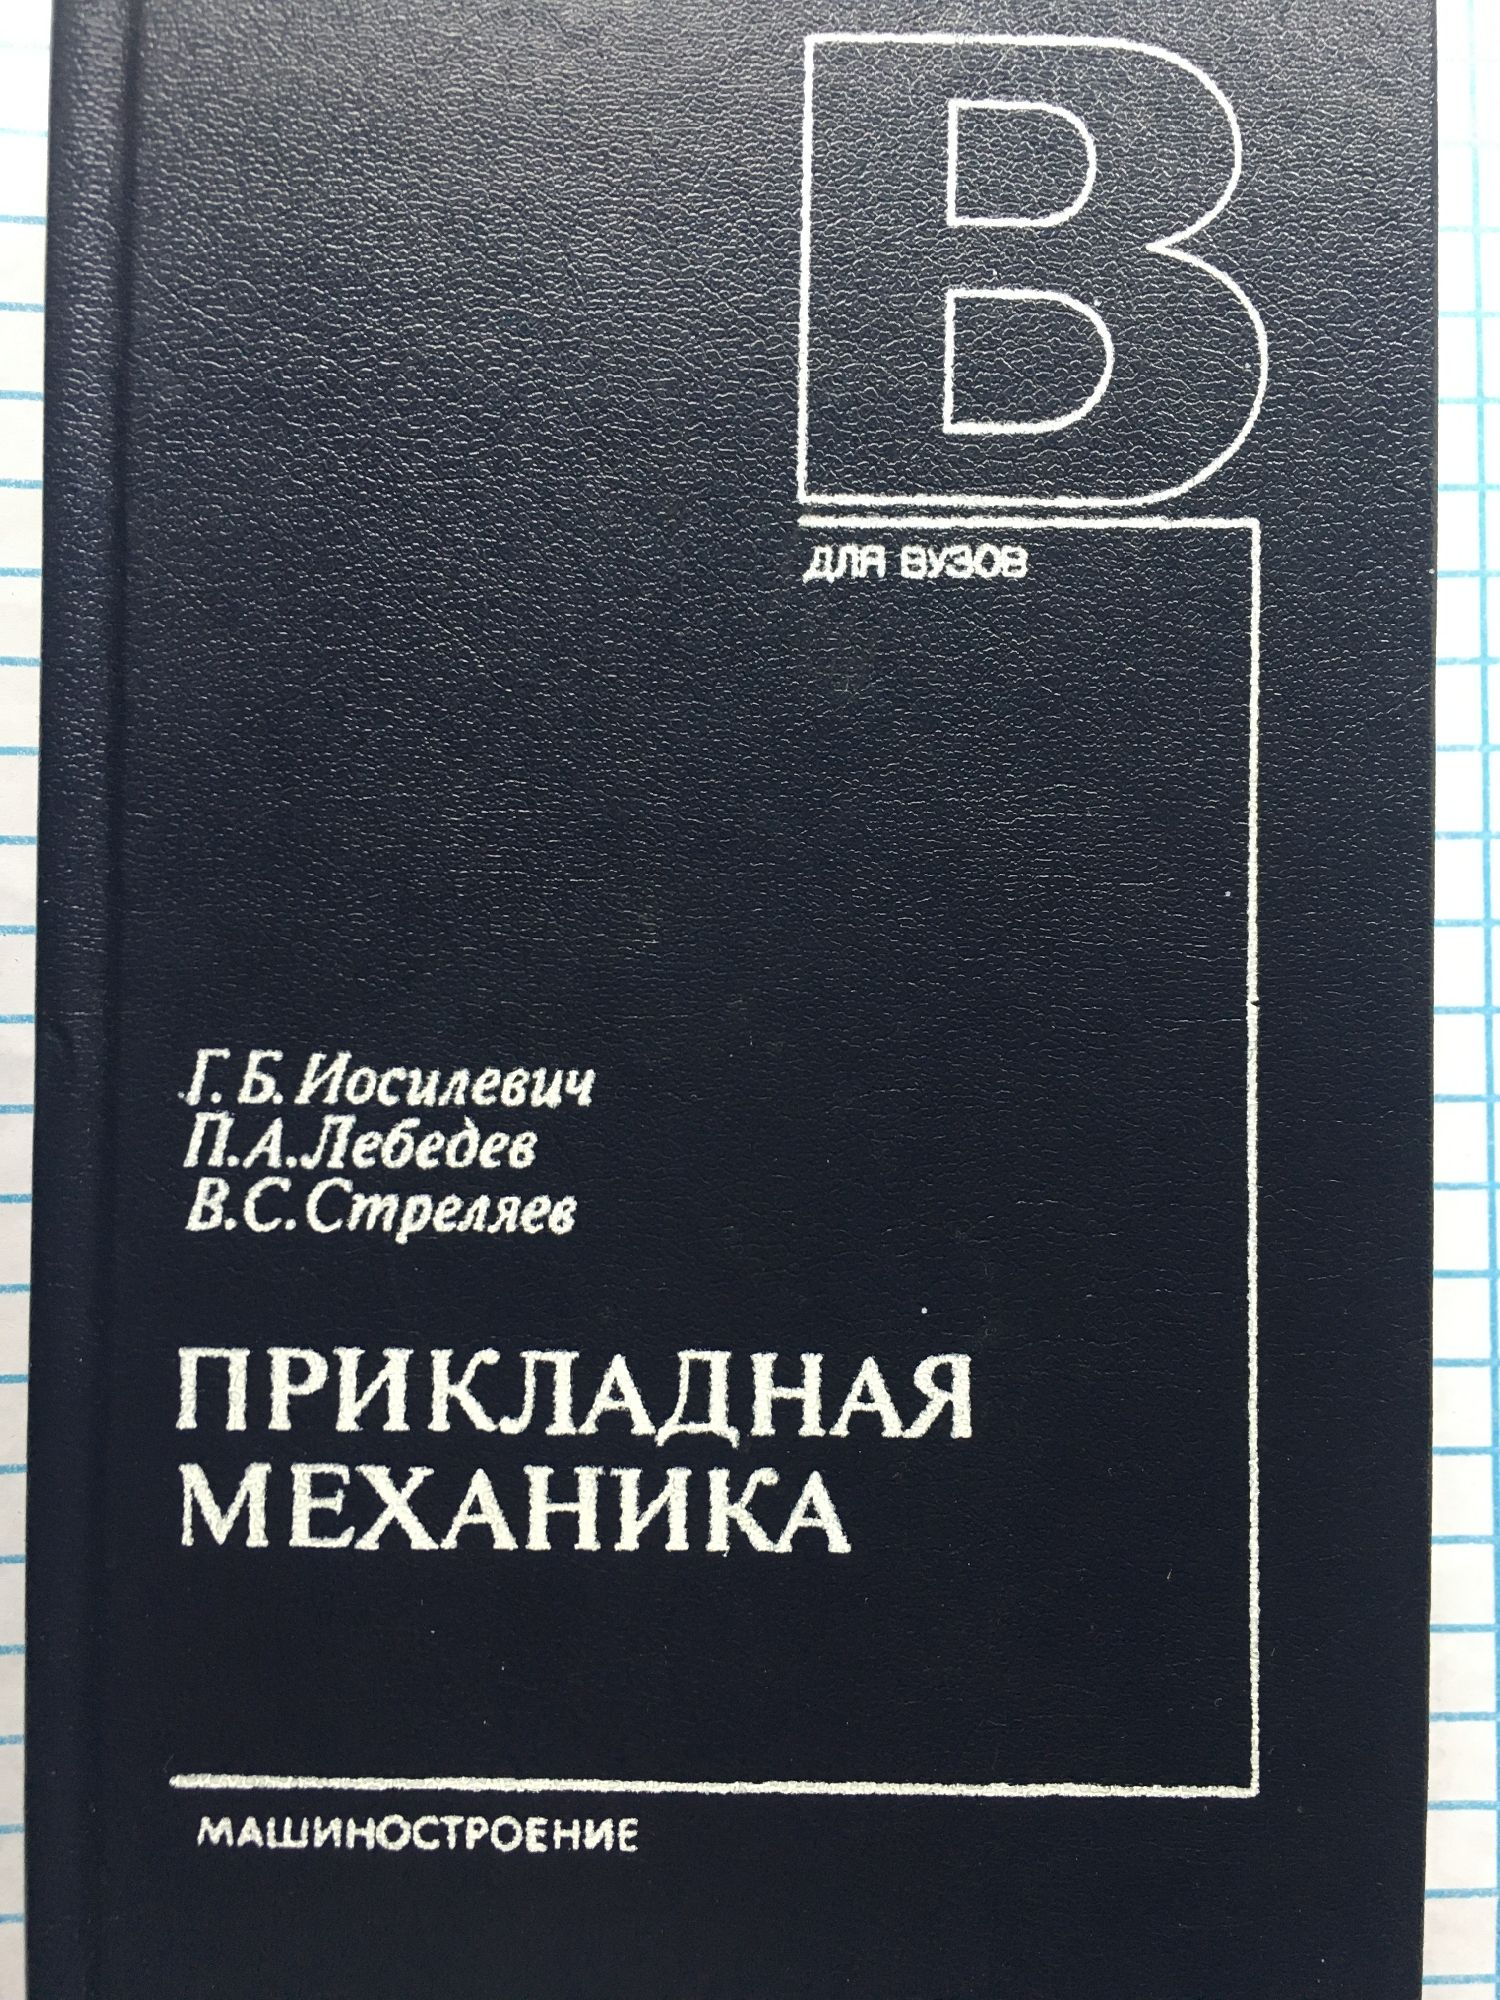 В
ДЛЯ ВУЗОВ
Г.Б.Иосилевич
П.А.Лебедев
В.С.Стреляев
ПРИКЛАДНАЯ
МЕХАНИКА
МАШИНОСТРОЕНИЕ